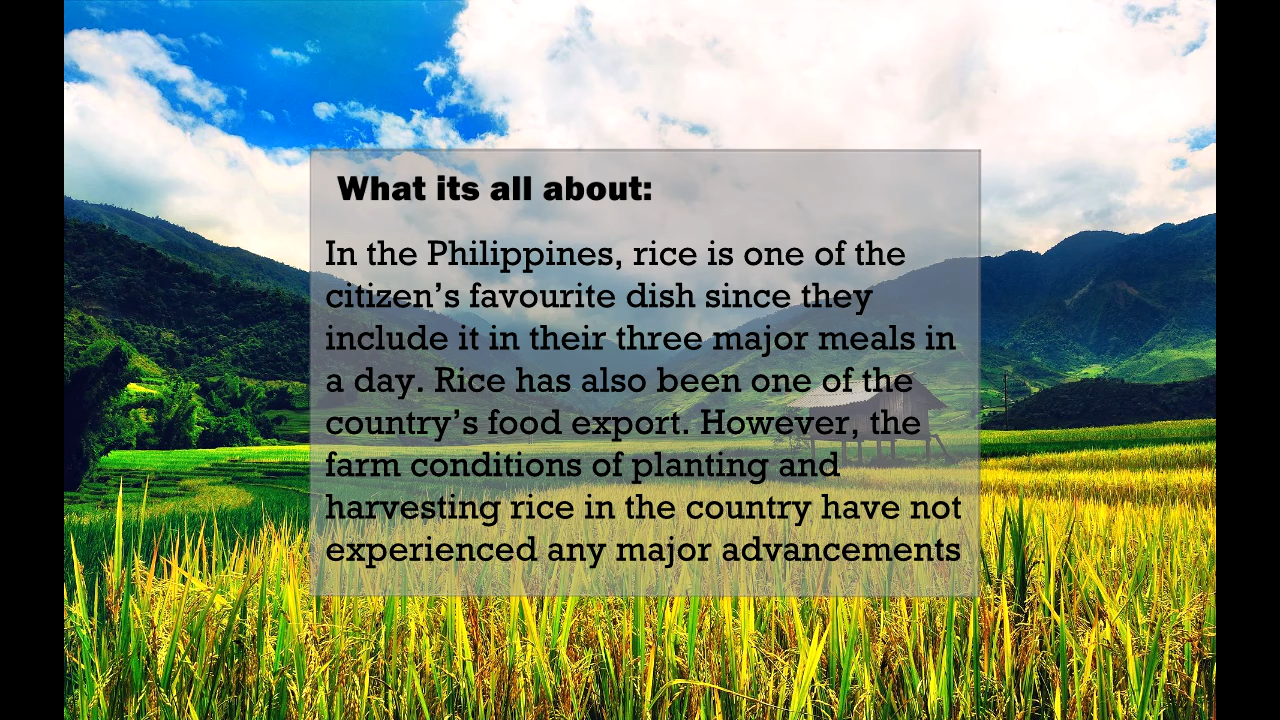 What its all about:
In the Philippines, rice is one of the
citizen’s favourite dish since they
include it in their three major meals in
a day. Rice has also been one of the
country’s food export. However, the
farm conditions of planting and
harvesting rice in the country have not
experienced any major advancements